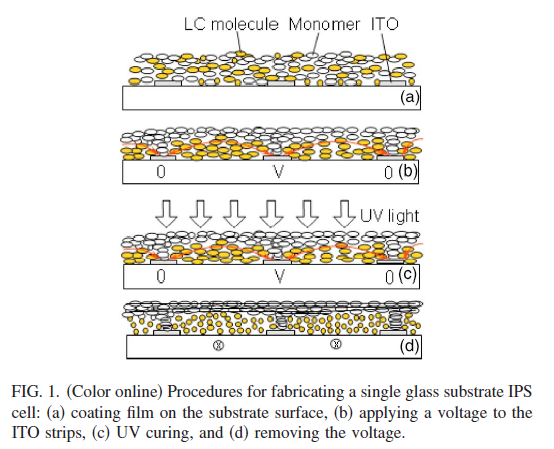 LC molecule Monomer ITO
(a)
0 V 0 (b)
UV light
0 V 0 (c)
(d)
FIG. 1. (Color online) Procedures for fabricating a single glass substrate IPS
cell: (a) coating film on the substrate surface, (b) applying a voltage to the
ITO strips, (c) UV curing, and (d) removing the voltage.